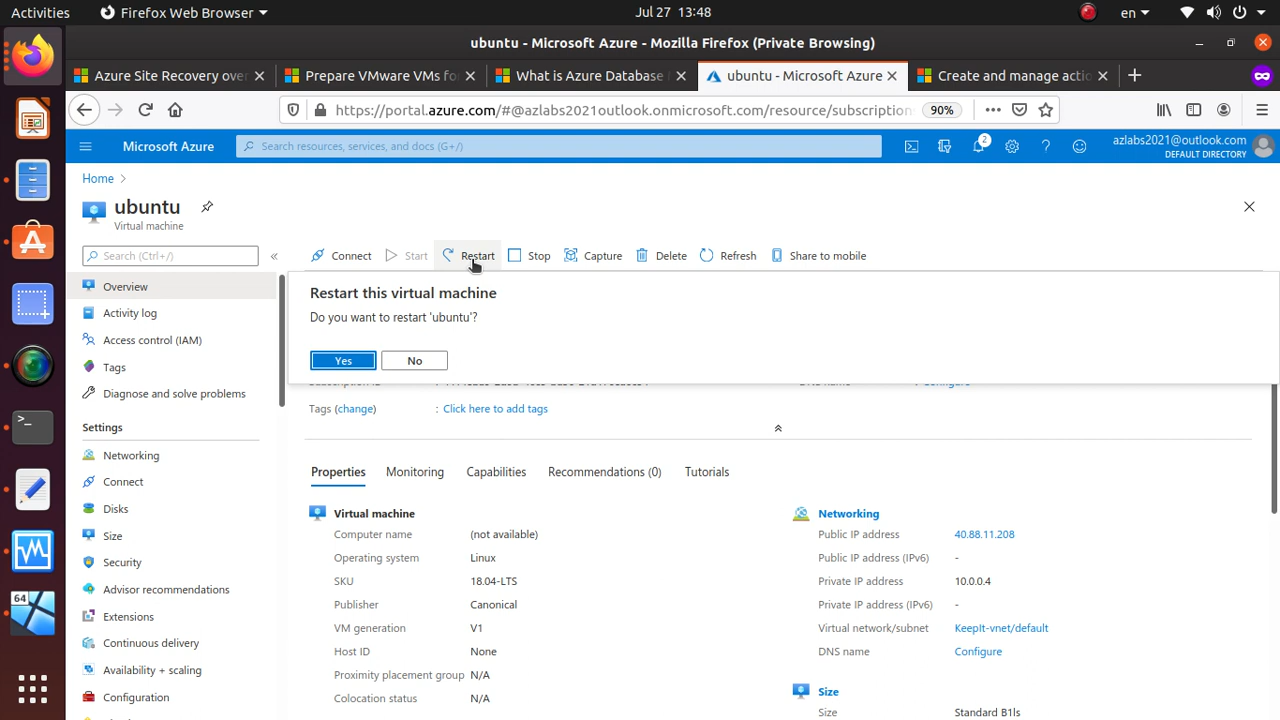 Activities Firefox Web Browser Jul 27 13:48 en
ubuntu - Microsoft Azure - Mozilla Firefox (Private Browsing)
Azure Site Recovery over Prepare VMware VMs for What is Azure Database ubuntu - Microsoft Azure Create and manage actio
https://portal.azure.com/#@azlabs2021outlook.onmicrosoft.com/resource/subscription 90%
Microsoft Azure Search resources, services, and docs (G+/) 2 azlabs2021@outlook.com
DEFAULT DIRECTORY
Home
ubuntu
Virtual machine
Search (Ctrl+/) Connect Start Restart Stop Capture Delete Refresh Share to mobile
Overview
Activity log
Access control (IAM)
Tags
Diagnose and solve problems
Settings
Networking
Connect
Disks
Size
Security
Advisor recommendations
Extensions
Continuous delivery
Availability + scaling
Configuration
Restart this virtual machine
Do you want to restart 'ubuntu'?
Yes No
Tags (change) : Click here to add tags
Properties Monitoring Capabilities Recommendations (0) Tutorials
Virtual machine
Computer name (not available)
Operating system Linux
SKU 18.04-LTS
Publisher Canonical
VM generation V1
Host ID None
Proximity placement group N/A
Colocation status N/A
Networking
Public IP address 40.88.11.208
Public IP address (IPv6) -
Private IP address 10.0.0.4
Private IP address (IPv6) -
Virtual network/subnet KeepIt-vnet/default
DNS name Configure
Size
Size Standard B1ls
64